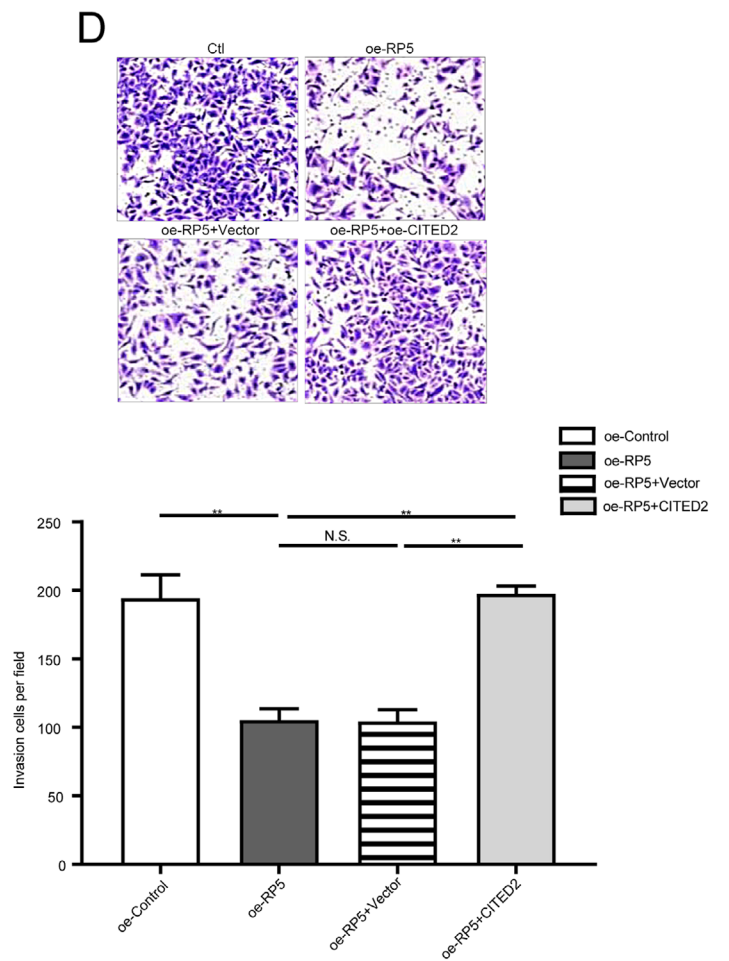 D
Ctl
oe-RP5
oe-RP5+Vector
oe-RP5+oe-CITED2
oe-Control
oe-RP5
oe-RP5+Vector
oe-RP5+CITED2
Invasion cells per field
250
200
150
100
50
0
**
**
N.S.
**
oe-Control
oe-RP5
oe-RP5+Vector
oe-RP5+CITED2